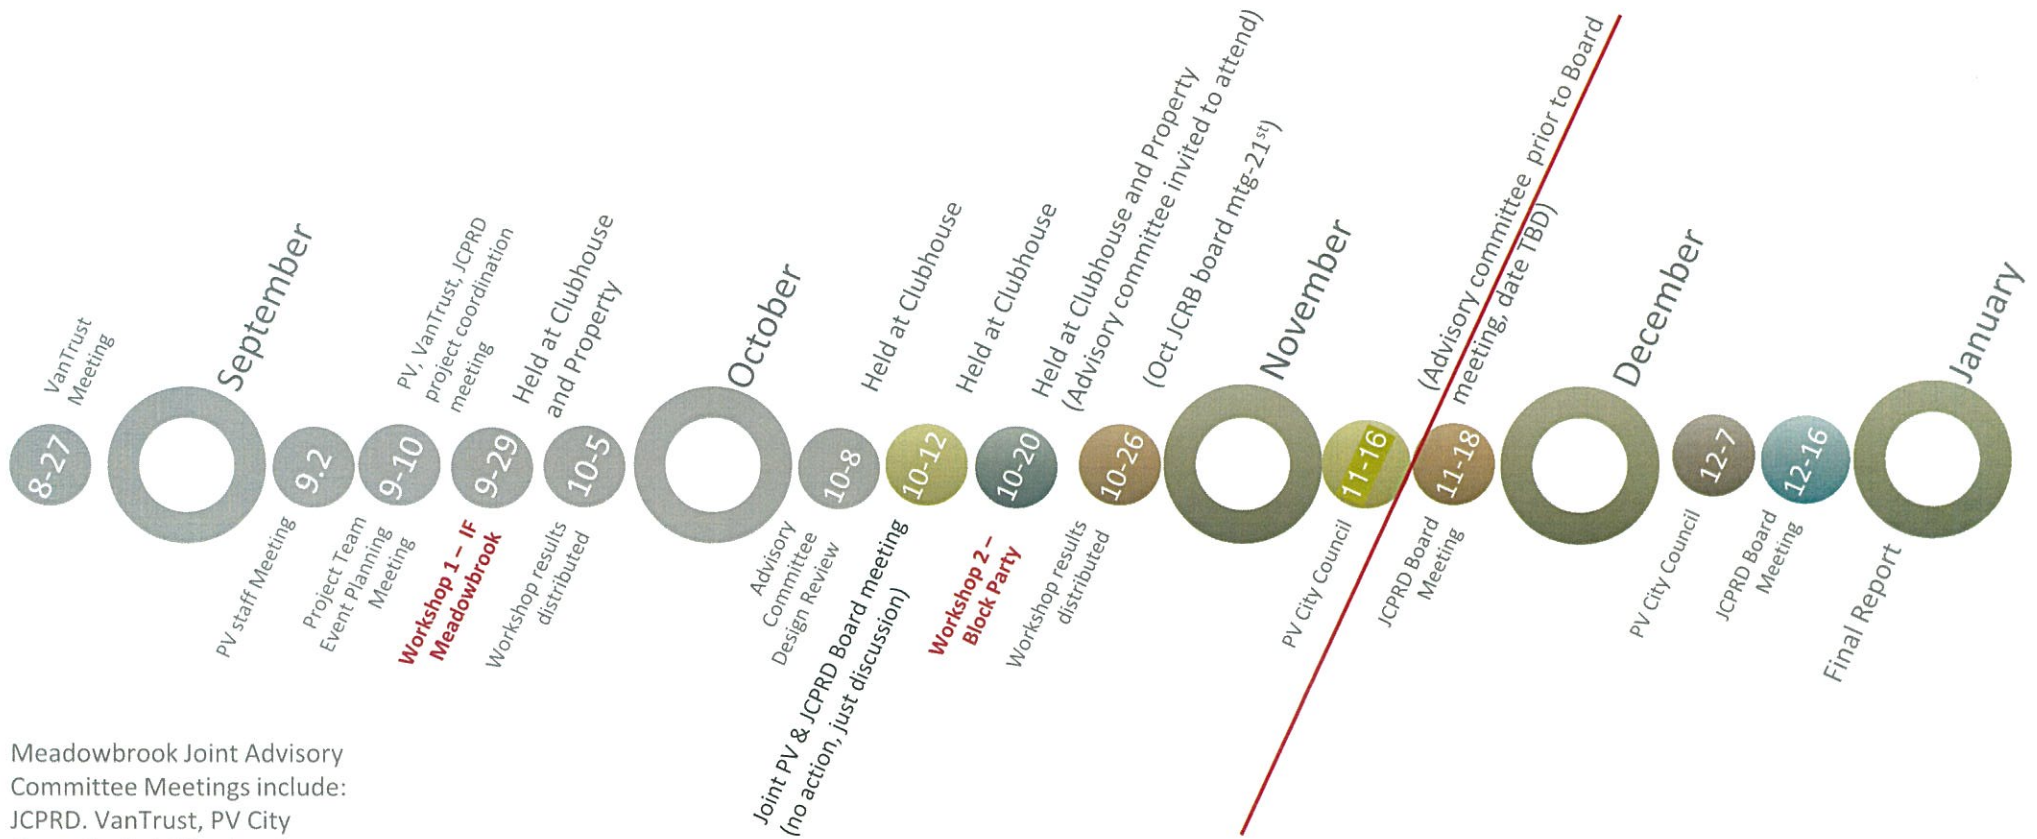 VanTrust
Meeting
8-27
September
9.2
PV staff Meeting
PV, VanTrust, JCPRD
project coordination
meeting
9-10
Project Team
Event Planning
Meeting
Held at Clubhouse
and Property
9-29
Workshop 1 – IF
Meadowbrook
10-5
Workshop results
distributed
October
10-8
Advisory
Committee
Design Review
Held at Clubhouse
10-12
Joint PV & JCPRD Board meeting
(no action, just discussion)
Held at Clubhouse
10-20
Workshop 2 –
Block Party
Held at Clubhouse and Property
(Advisory committee invited to attend)
10-26
Workshop results
distributed
(Oct JCRB board mtg-21st)
November
11-16
PV City Council
(Advisory committee prior to Board
meeting, date TBD)
11-18
JCPRD Board
Meeting
December
12-7
PV City Council
12-16
JCPRD Board
Meeting
January
Final Report
Meadowbrook Joint Advisory
Committee Meetings include:
JCPRD. VanTrust, PV City